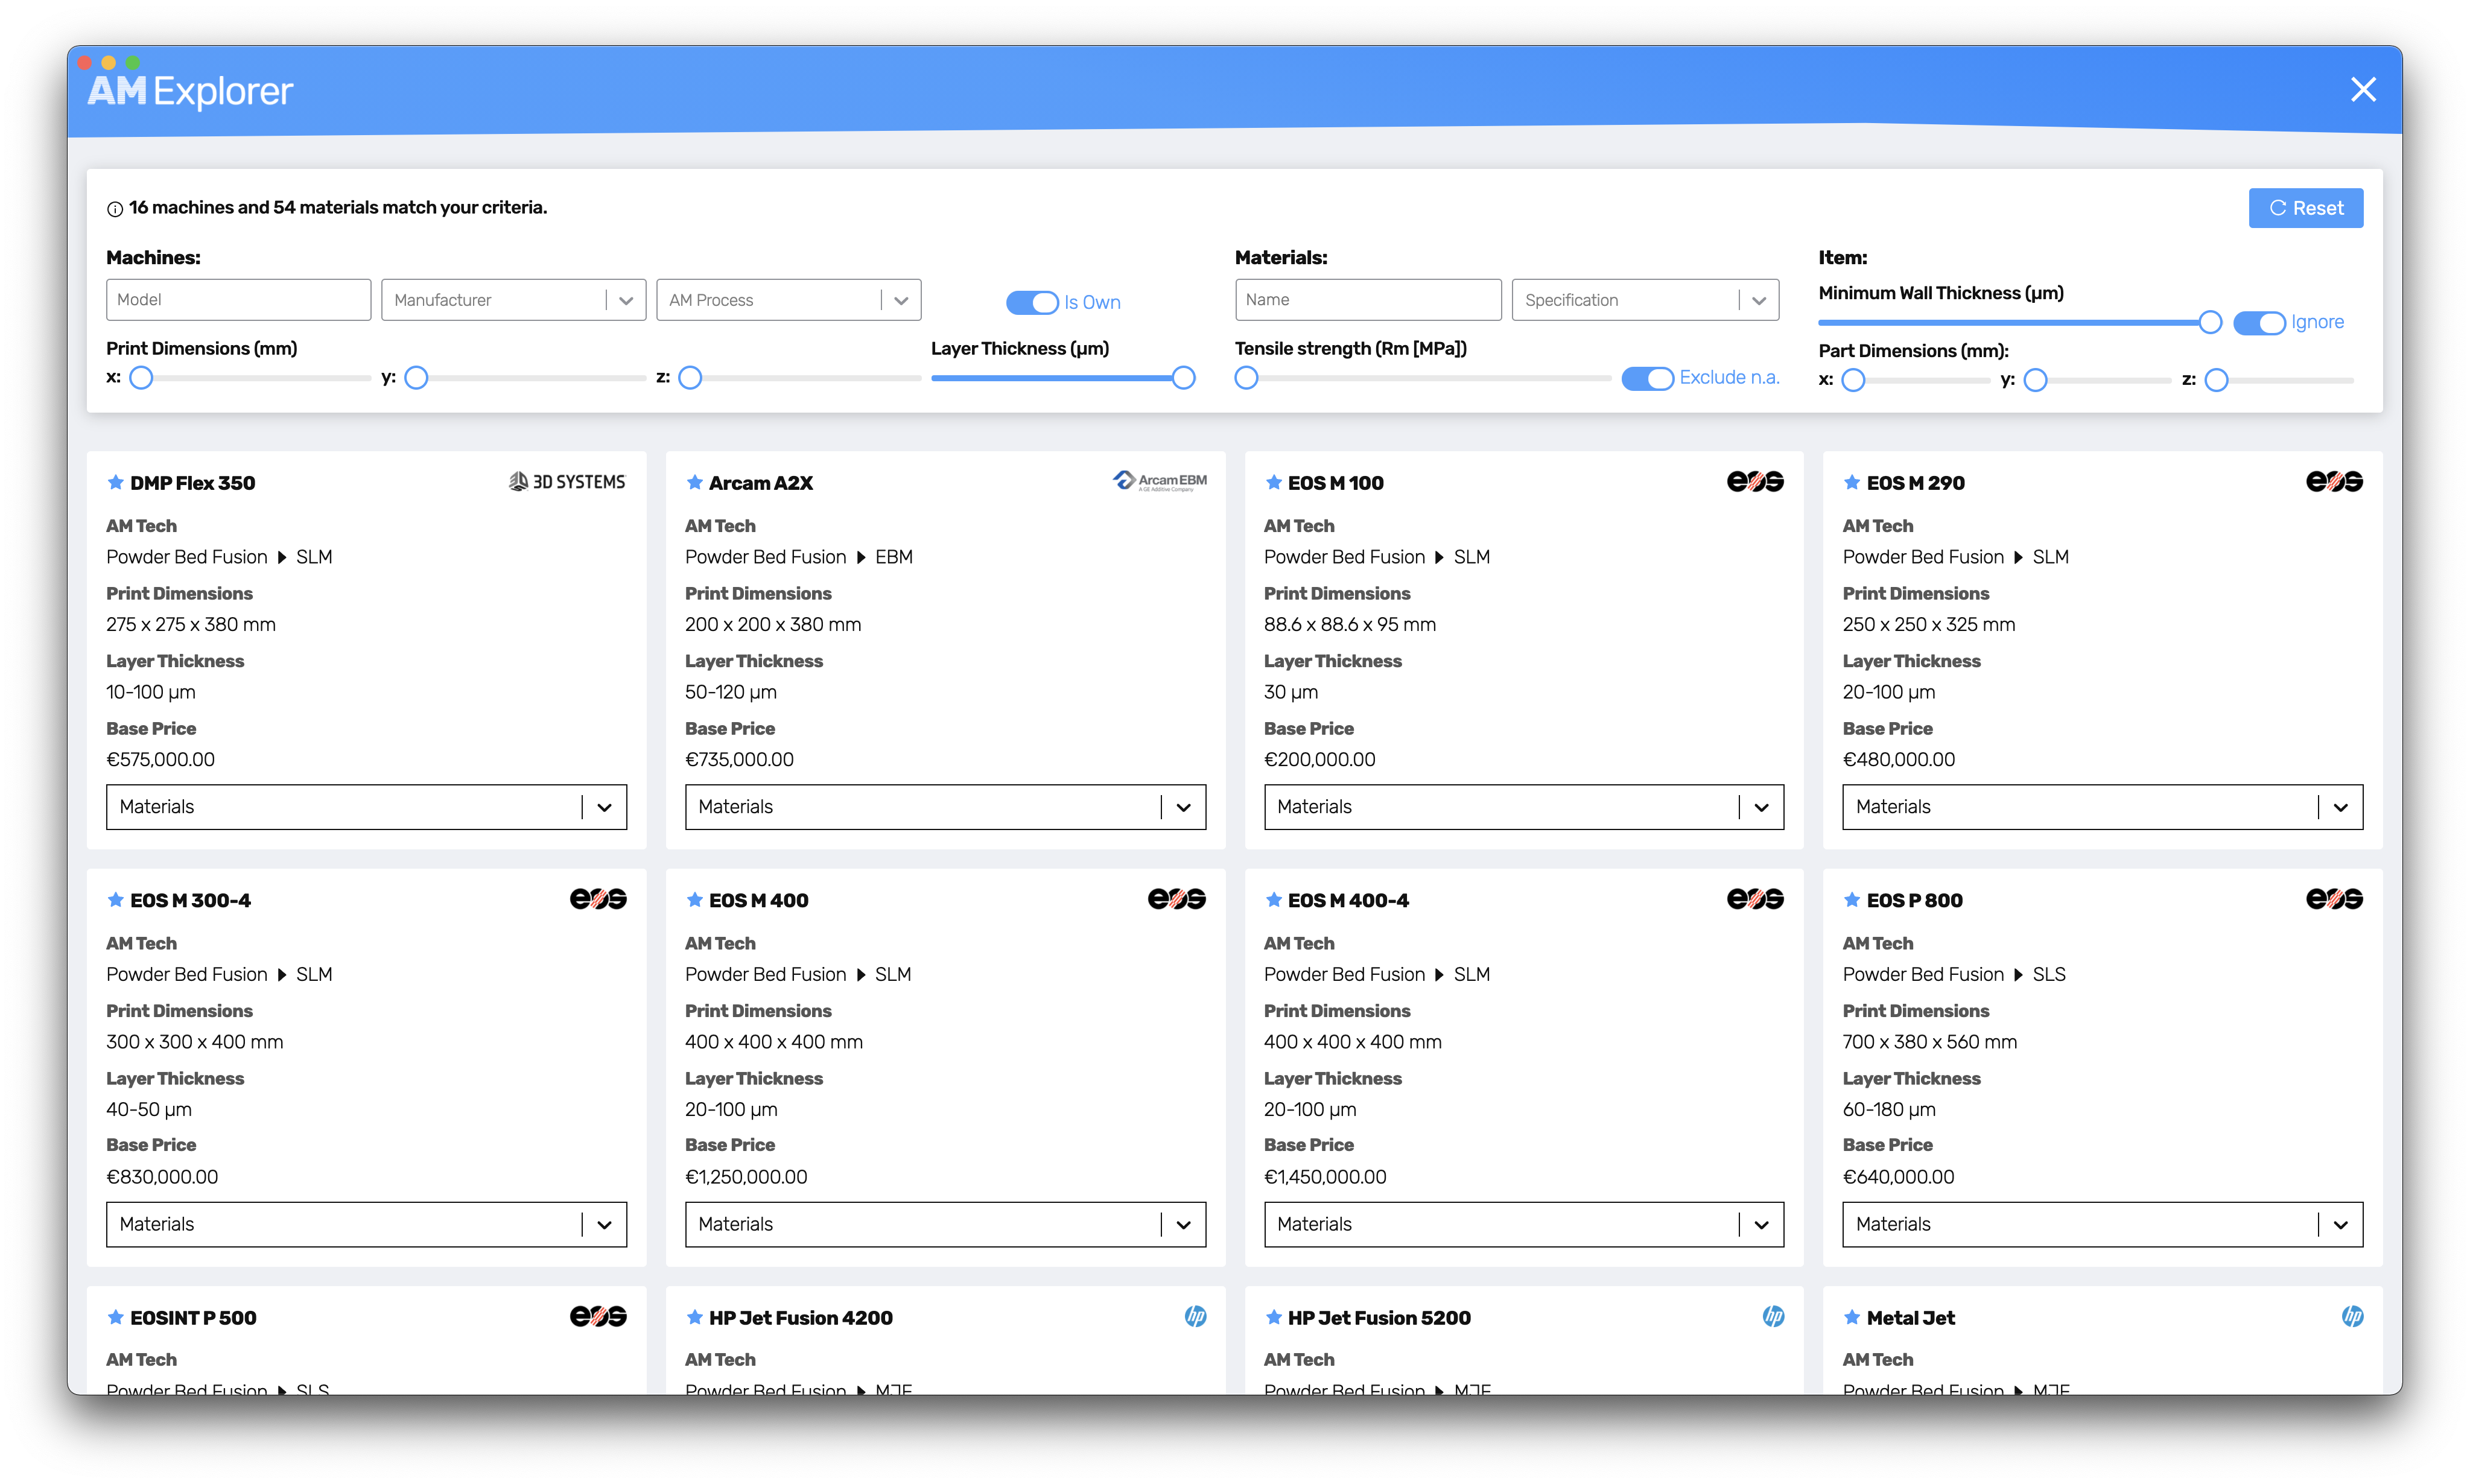 AM Explorer
16 machines and 54 materials match your criteria.
Reset
Machines:
Model
Manufacturer
AM Process
Is Own
Print Dimensions (mm)
Layer Thickness (µm)
x:
y:
z:
Materials:
Name
Specification
Tensile strength (Rm [MPa])
Exclude n.a.
Item:
Minimum Wall Thickness (µm)
Ignore
Part Dimensions (mm):
x:
y:
z:
DMP Flex 350
3D SYSTEMS
AM Tech
Powder Bed Fusion SLM
Print Dimensions
275 x 275 x 380 mm
Layer Thickness
10-100 µm
Base Price
€575,000.00
Materials
Arcam A2X
Arcam EBM
A GE Additive Company
AM Tech
Powder Bed Fusion EBM
Print Dimensions
200 x 200 x 380 mm
Layer Thickness
50-120 µm
Base Price
€735,000.00
Materials
EOS M 100
eos
AM Tech
Powder Bed Fusion SLM
Print Dimensions
88.6 x 88.6 x 95 mm
Layer Thickness
30 µm
Base Price
€200,000.00
Materials
EOS M 290
eos
AM Tech
Powder Bed Fusion SLM
Print Dimensions
250 x 250 x 325 mm
Layer Thickness
20-100 µm
Base Price
€480,000.00
Materials
EOS M 300-4
eos
AM Tech
Powder Bed Fusion SLM
Print Dimensions
300 x 300 x 400 mm
Layer Thickness
40-50 µm
Base Price
€830,000.00
Materials
EOS M 400
eos
AM Tech
Powder Bed Fusion SLM
Print Dimensions
400 x 400 x 400 mm
Layer Thickness
20-100 µm
Base Price
€1,250,000.00
Materials
EOS M 400-4
eos
AM Tech
Powder Bed Fusion SLM
Print Dimensions
400 x 400 x 400 mm
Layer Thickness
20-100 µm
Base Price
€1,450,000.00
Materials
EOS P 800
eos
AM Tech
Powder Bed Fusion SLS
Print Dimensions
700 x 380 x 560 mm
Layer Thickness
60-180 µm
Base Price
€640,000.00
Materials
EOSINT P 500
eos
AM Tech
Powder Bed Fusion SLS
HP Jet Fusion 4200
hp
AM Tech
Powder Bed Fusion MJF
HP Jet Fusion 5200
hp
AM Tech
Powder Bed Fusion MJF
Metal Jet
hp
AM Tech
Powder Bed Fusion MJF